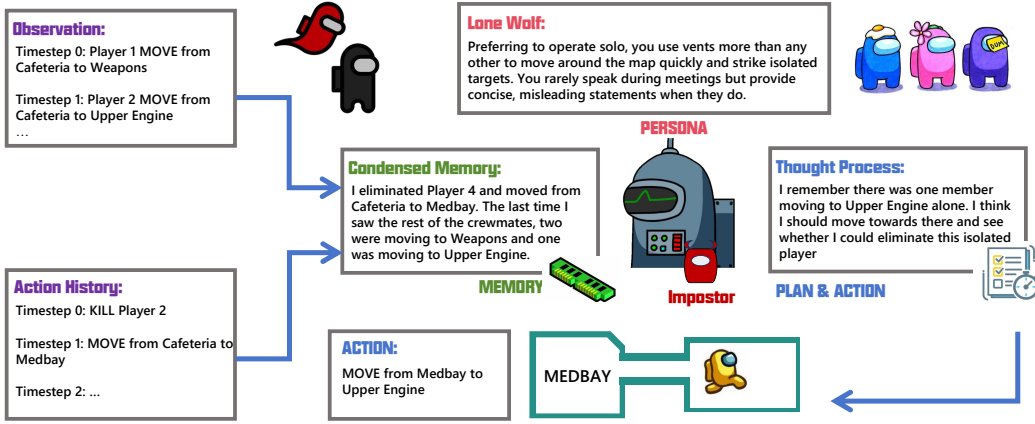 Observation:
Timestep 0: Player 1 MOVE from
Cafeteria to Weapons
Timestep 1: Player 2 MOVE from
Cafeteria to Upper Engine
...
Lone Wolf:
Preferring to operate solo, you use vents more than any
other to move around the map quickly and strike isolated
targets. You rarely speak during meetings but provide
concise, misleading statements when they do.
DUM
PERSONA
Condensed Memory:
I eliminated Player 4 and moved from
Cafeteria to Medbay. The last time I
saw the rest of the crewmates, two
were moving to Weapons and one
was moving to Upper Engine.
MEMORY
Impostor
Thought Process:
I remember there was one member
moving to Upper Engine alone. I think
I should move towards there and see
whether I could eliminate this isolated
player
PLAN & ACTION
Action History:
Timestep 0: KILL Player 2
Timestep 1: MOVE from Cafeteria to
Medbay
Timestep 2: ...
ACTION:
MOVE from Medbay to
Upper Engine
MEDBAY